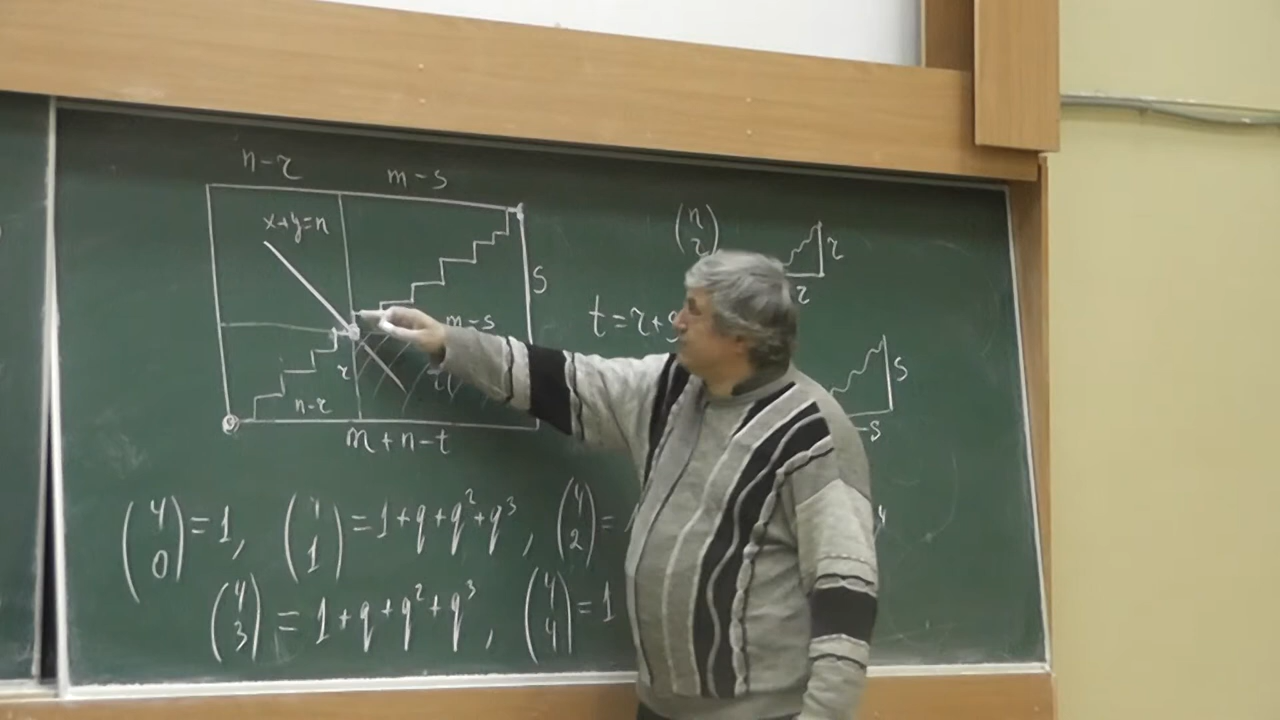 n-r m-s
x+y=n
(n r) r
s
r
t=r+s
m-s
r
s
n-r
s
m+n-t
(4 0)=1, (4 1)=1+q+q²+q³, (4 2)=
(4 3)=1+q+q²+q³, (4 4)=1